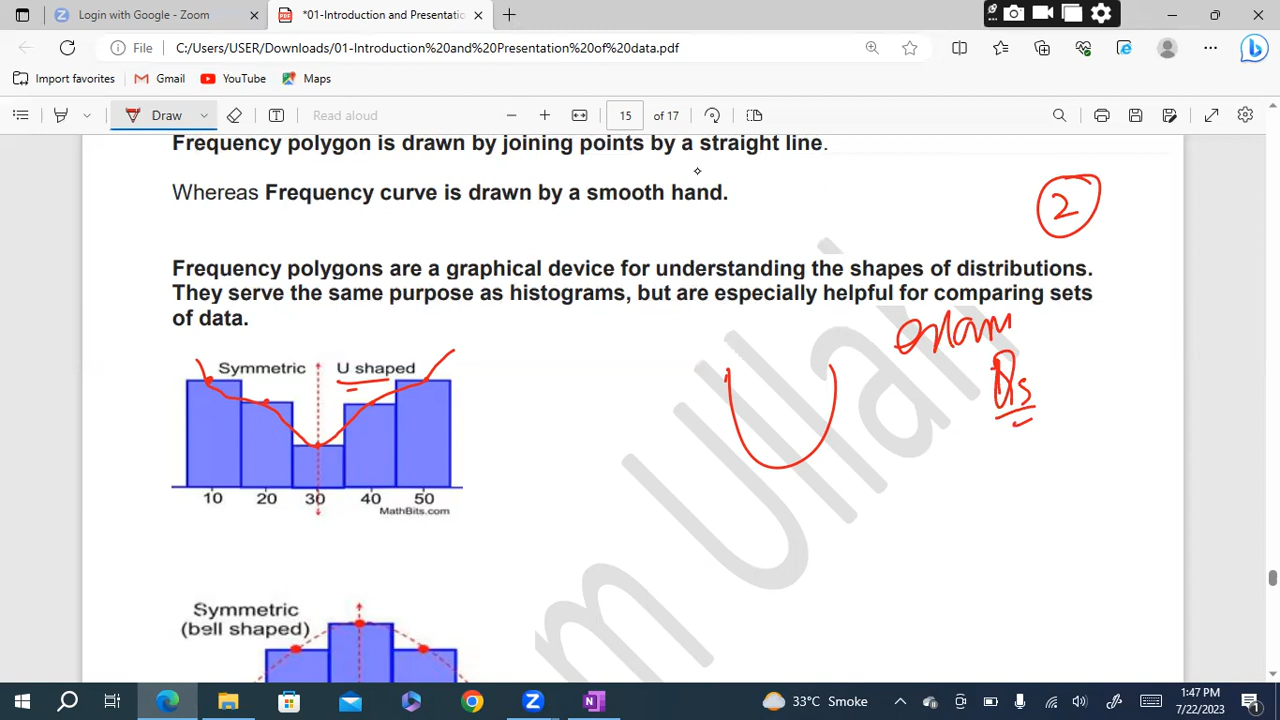 Login with Google - Zoom
*01-Introduction and Presentatio
File
C:/Users/USER/Downloads/01-Introduction%20and%20Presentation%20of%20data.pdf
Import favorites
Gmail
YouTube
Maps
Draw
Read aloud
15
of 17
Frequency polygon is drawn by joining points by a straight line.
Whereas Frequency curve is drawn by a smooth hand.
2
Frequency polygons are a graphical device for understanding the shapes of distributions.
They serve the same purpose as histograms, but are especially helpful for comparing sets
of data.
Symmetric
U shaped
10 20 30 40 50
MathBits.com
Symmetric
(bell shaped)
33°C Smoke
1:47 PM
7/22/2023